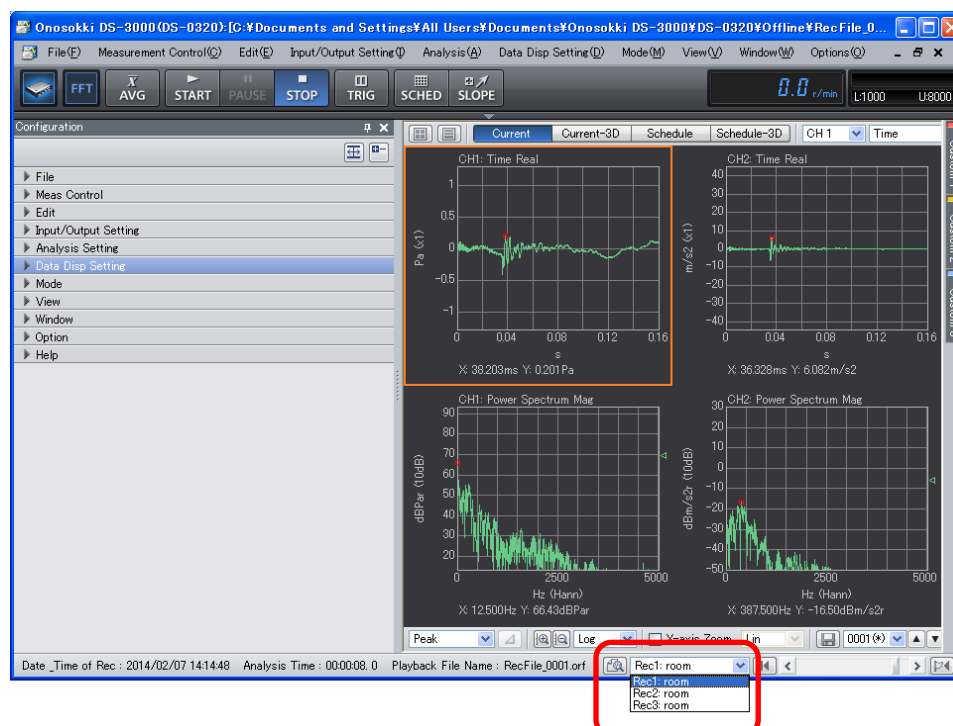 Onosokki DS-3000(DS-0320):[C:¥Documents and Settings¥All Users¥Documents¥Onosokki DS-3000¥DS-0320¥Offline¥RecFile_0...
File(F) Measurement Control(C) Edit(E) Input/Output Setting(I) Analysis(A) Data Disp Setting(D) Mode(M) View(V) Window(W) Options(O)
FFT X AVG START PAUSE STOP TRIG SCHED SLOPE 0.0 r/min L:1000 U:8000
Configuration
Current Current-3D Schedule Schedule-3D CH 1 Time
File
Meas Control
Edit
Input/Output Setting
Analysis Setting
Data Disp Setting
Mode
View
Window
Option
Help
CH1: Time Real
1
0.5
0
-0.5
-1
Pa (x1)
0 0.04 0.08 0.12 0.16
s
X: 38.203ms Y: 0.201Pa
CH2: Time Real
40
30
20
10
0
-10
-20
-30
-40
m/s2 (x1)
0 0.04 0.08 0.12 0.16
s
X: 36.328ms Y: 6.082m/s2
CH1: Power Spectrum Mag
90
80
70
60
50
40
30
20
dBPar (10dB)
0 2500 5000
Hz (Hann)
X: 12.500Hz Y: 66.43dBPar
CH2: Power Spectrum Mag
30
20
10
0
-10
-20
-30
-40
-50
dBm/s2r (10dB)
0 2500 5000
Hz (Hann)
X: 387.500Hz Y: -16.50dBm/s2r
Peak Log X-axis Zoom Lin 0001(*)
Date _Time of Rec : 2014/02/07 14:14:48 Analysis Time : 00:00:08. 0 Playback File Name : RecFile_0001.orf Rec1: room
Rec1: room
Rec2: room
Rec3: room